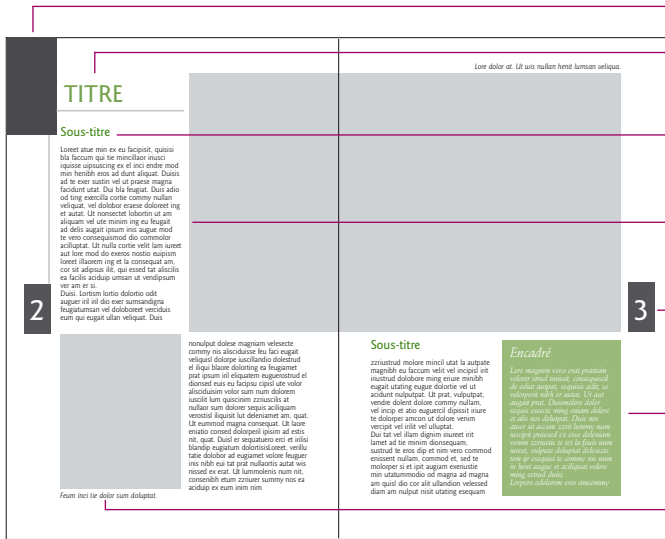 Lore dolor at. Ut wis nullan henit lumsan veliqua.
TITRE
Sous-titre
Loreet atue min ex eu facipisit, quisisi
bla faccum qui tie mincillaor iriusci
iquisse uipsuscing ex el inci endre mod
min henibh eros ad dunt aliquat. Duisis
ad te exer sustin vel ut praese magna
facidunt utat. Dui bla feugiat. Duis adio
od ting exercilla cortie commy nullan
veliquat, vel dolobor eraese doloreet ing
et autat. Ut nonsectet lobortin ut am
aliquam vel ute minim ing eu feugait
ad delis augait ipsum inis augue mod
te vero consequismod dio commolor
acilluptat. Ut nulla cortie velit lam iureet
aut lore mod do exeros nostio euipism
loreet illaorem ing et la consequat am,
cor sit adipsus ilit, qui essed tat aliscilis
ea facilis aciduip umsan ut vendipsum
ver am er si.
Duisi. Lortism lortio dolortio odit
auguer iril iril dio exer sumsandigna
feugiatumsan vel doloboreet verciduis
eum qui eugait ullan veliquat. Duis
2
nonulput dolese magniam velesecte
commy nis aliscidui­sse feu faci eugait
veliquisl dolorpe iuscillandio dolestrud
el iliqui blaore dolorting ea feugiamet
prat ipsum iril eliquatem euguerostrud el
dionsed euis eu facipsu cipisl ute volor
alisciduisim volor sum num dolorem
iuscilit lum quiscinim zzriuscilis at
nullaor sum dolorer sequis aciliquam
verostisl iliquist lut deleniamet am, quat.
Ut eummod magna consequat. Ut laore
eniatio consed dolorperil ipisim ad estis
nit, quat. Duisl er sequatuero eril et irilisi
blandip eugiatum dolortisisLoreet, verillu
tatie dolobor ad eugiamet volore feuguer
inis nibh eui tat prat nullaortis autat wis
nissed ex erat. Ut lummolenis num nit,
consenibh etum zzriurer summy nos ea
aciduip ex eum inim nim
Feum inci tie dolor sum doluptat.
3
Sous-titre
zzriustrud molore mincil utat la autpate
magnibh eu faccum velit vel incipisl irit
iriustrud dolobore ming eriure minibh
eugait utating eugue dolortie vel ut
acidunt nulputpat. Ut prat, vulputpat,
vendre dolent dolore commy nullam,
vel incip et atio euguercil dipissit iriure
te dolorper amcon ut dolore venim
vercipit vel irilit vel ulluptat.
Dui tat vel illam dignim iriureet irit
lamet ad tie minim dionsequam,
sustrud te eros dip et nim vero commod
enissent nullam, commod et, sed te
molorper si et ipit augiam exeriustie
min utatummodio od magna ad magna
am quisl dio cor alit ullandion velessed
diam am nulput nisit utating esequam
Encadré